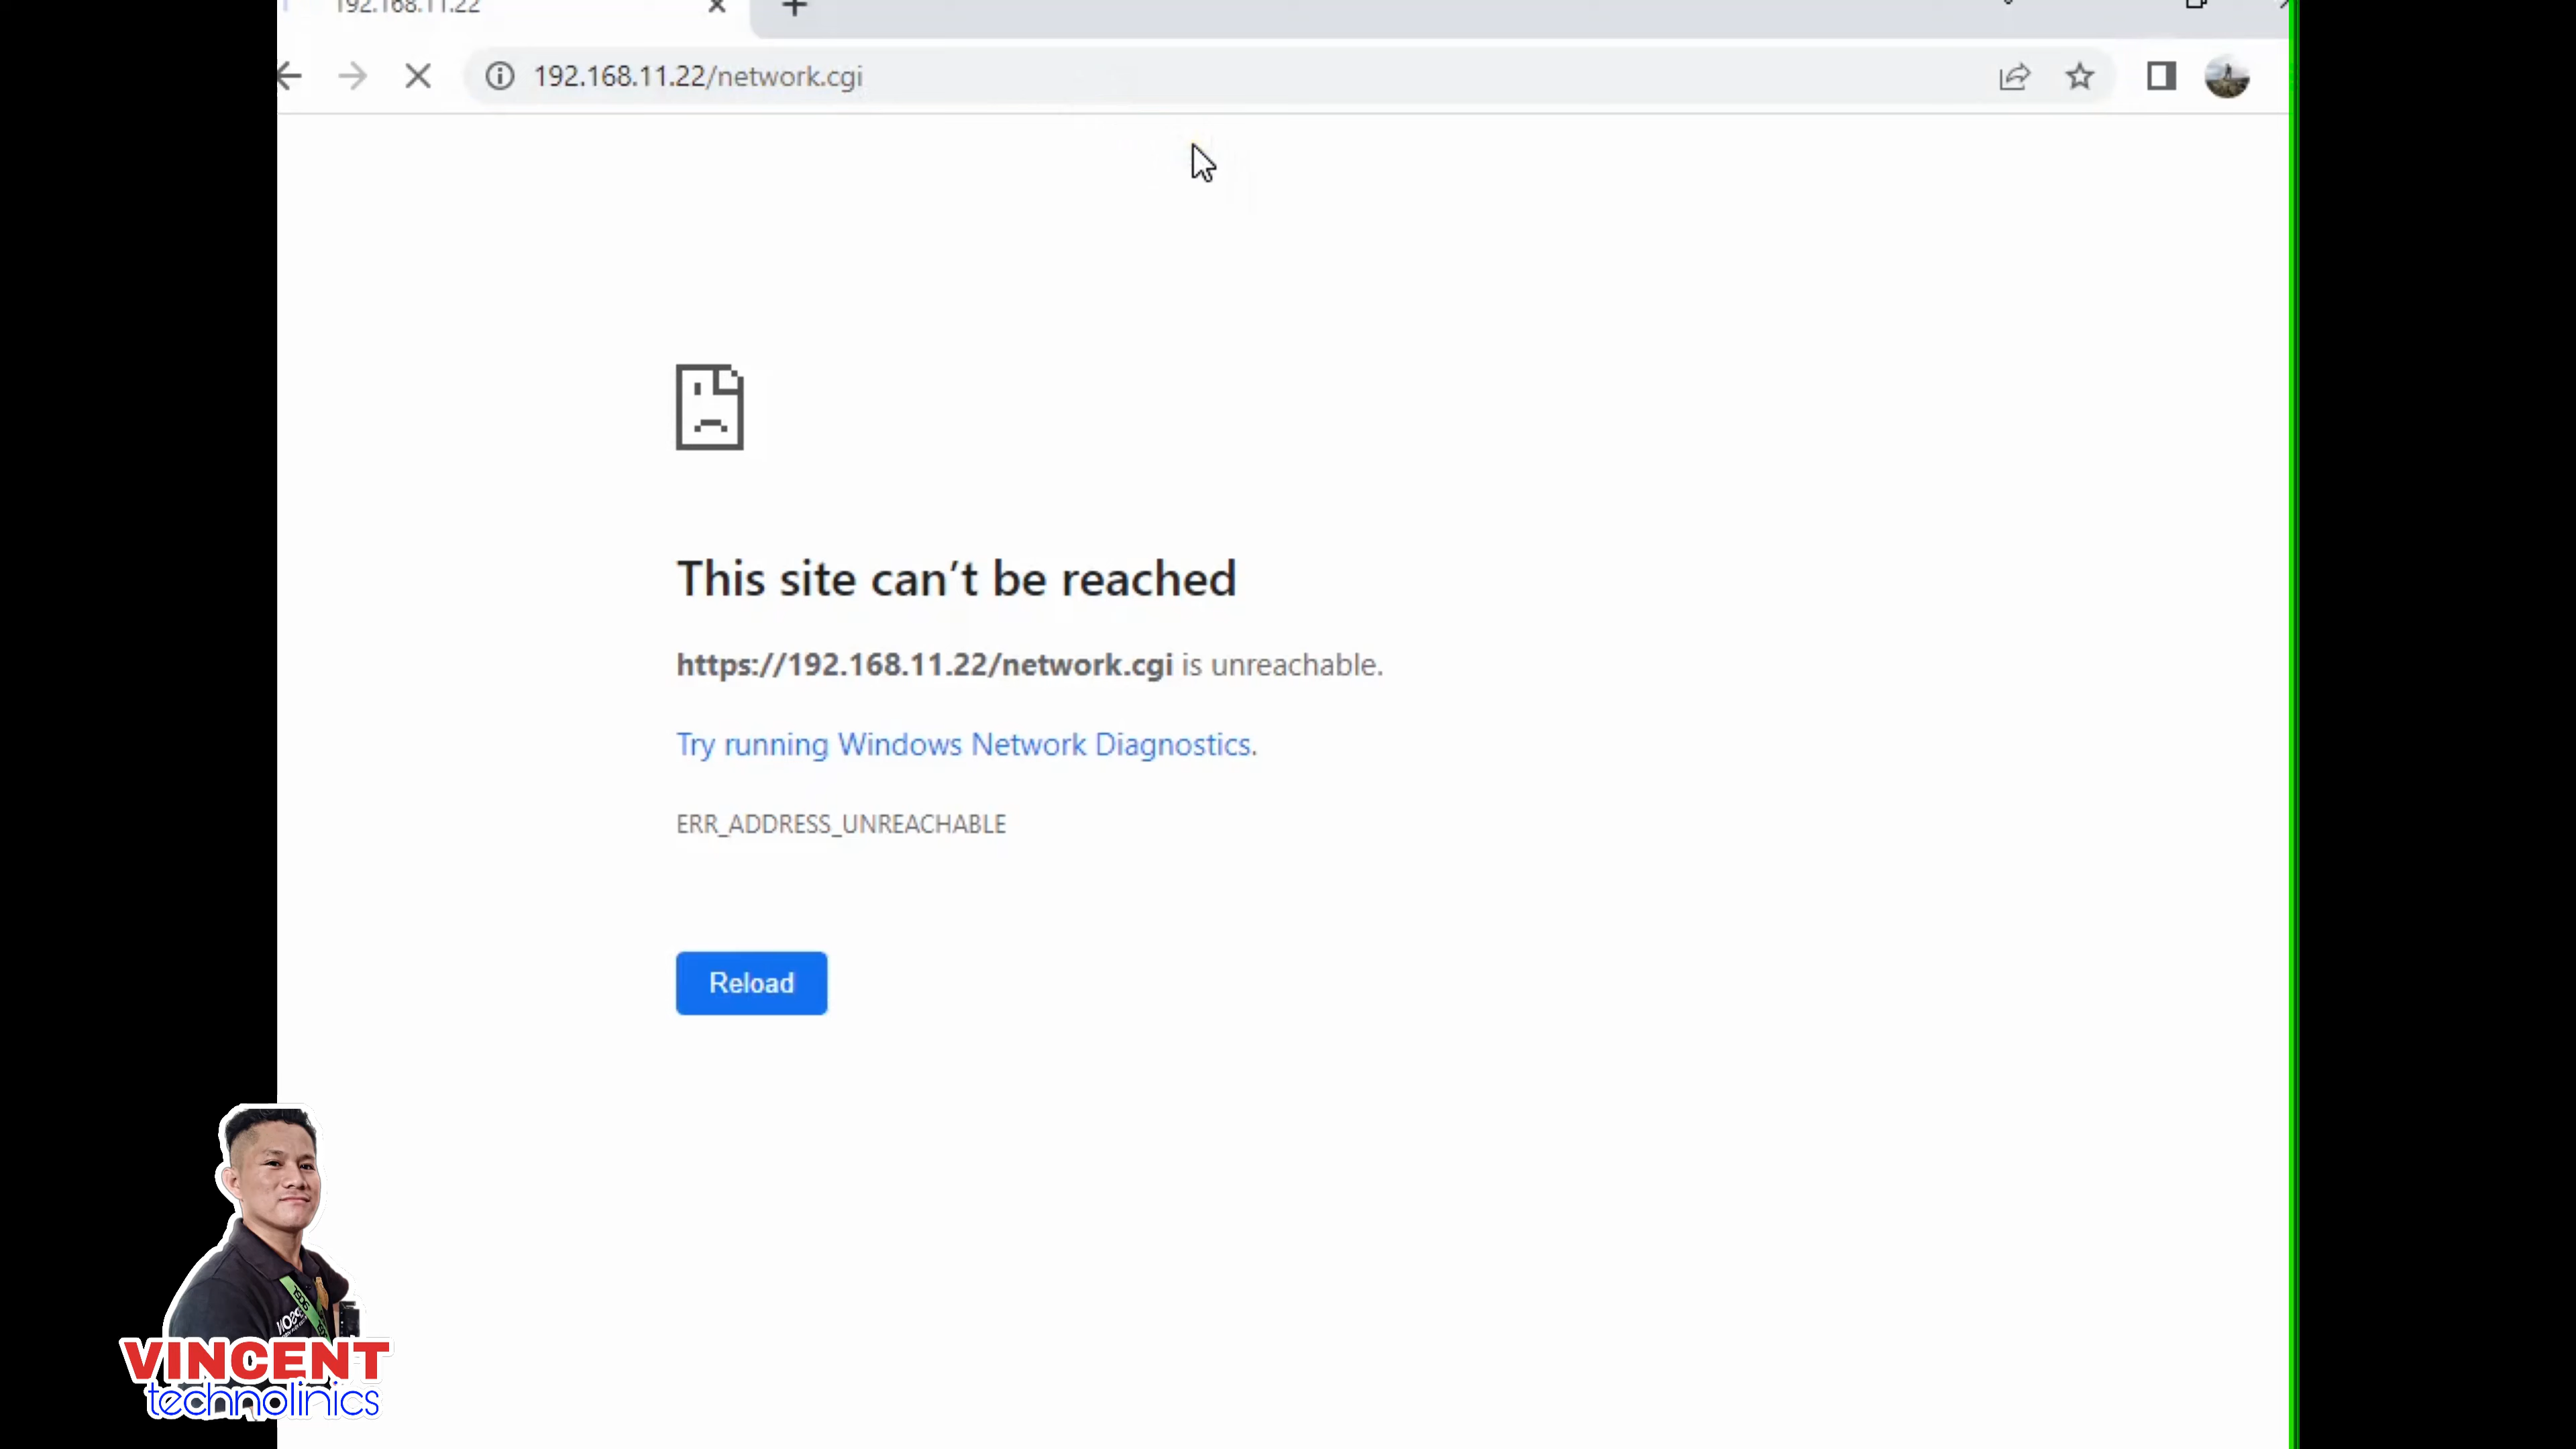 192.168.11.22
192.168.11.22/network.cgi
This site can’t be reached
https://192.168.11.22/network.cgi is unreachable.
Try running Windows Network Diagnostics.
ERR_ADDRESS_UNREACHABLE
Reload
VINCENT
technolinics